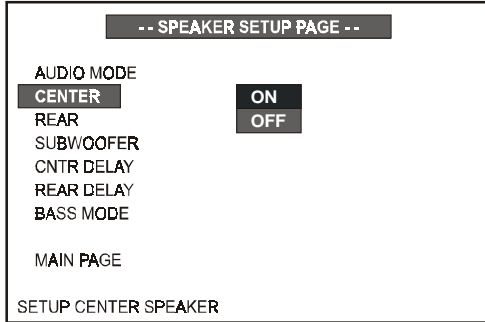 -- SPEAKER SETUP PAGE --
AUDIO MODE
CENTER ON
REAR OFF
SUBWOOFER
CNTR DELAY
REAR DELAY
BASS MODE
MAIN PAGE
SETUP CENTER SPEAKER